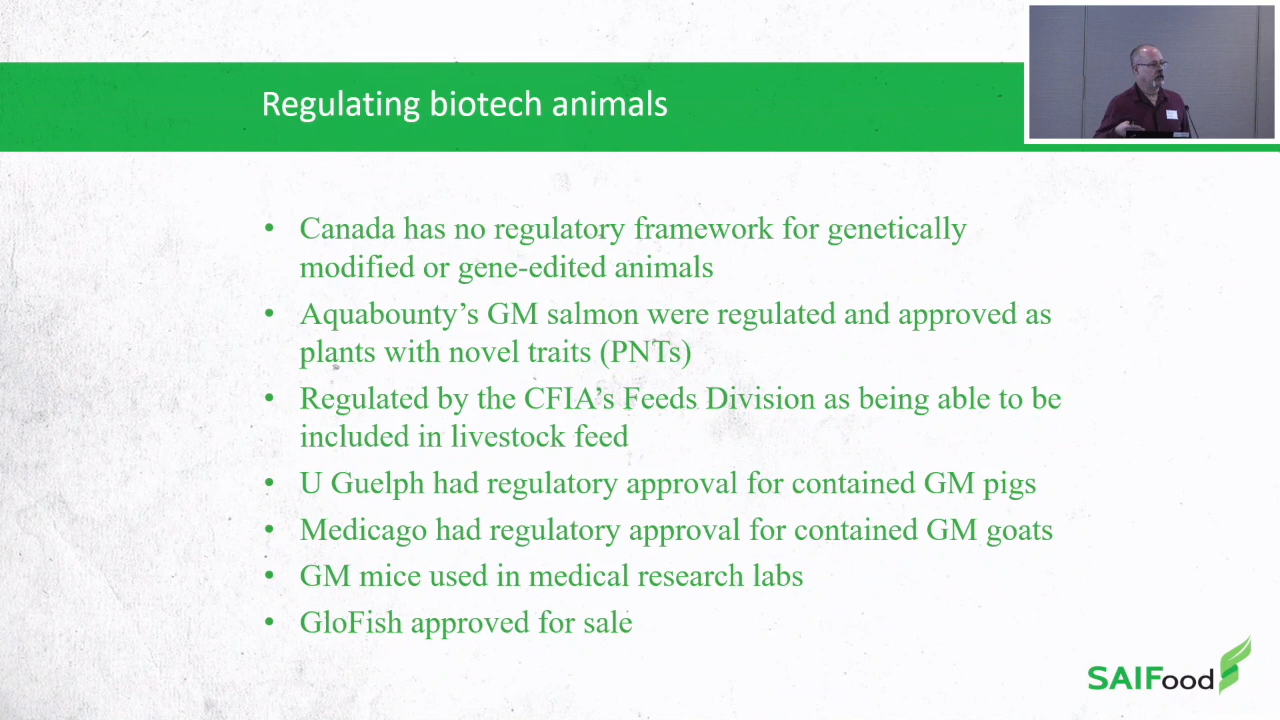 Regulating biotech animals
• Canada has no regulatory framework for genetically
modified or gene-edited animals
• Aquabounty’s GM salmon were regulated and approved as
plants with novel traits (PNTs)
• Regulated by the CFIA’s Feeds Division as being able to be
included in livestock feed
• U Guelph had regulatory approval for contained GM pigs
• Medicago had regulatory approval for contained GM goats
• GM mice used in medical research labs
• GloFish approved for sale
SAIFood